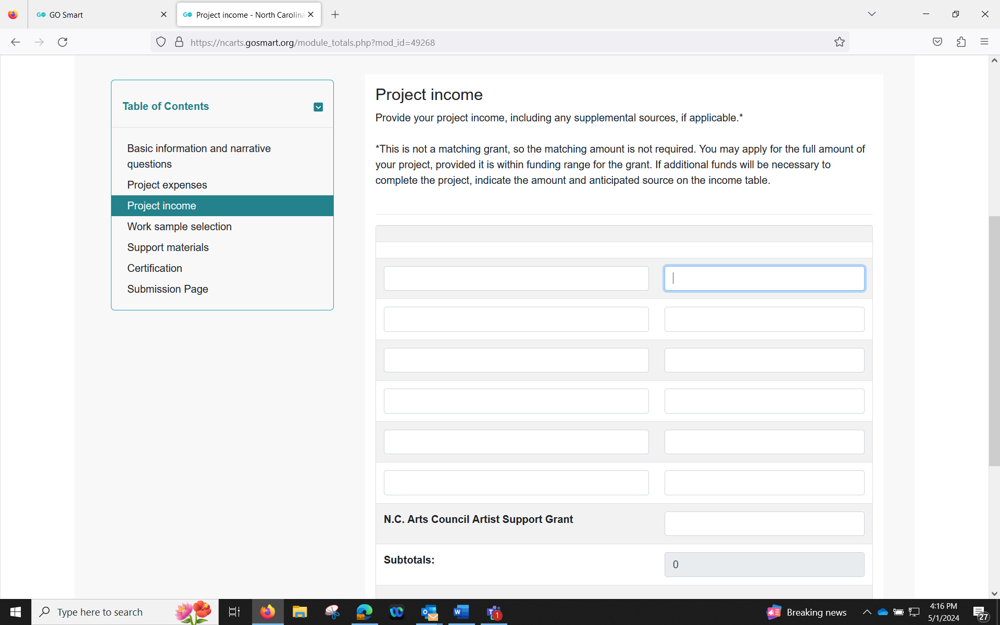 GO Smart
Project income - North Carolina
https://ncarts.gosmart.org/module_totals.php?mod_id=49268
Table of Contents
Basic information and narrative
questions
Project expenses
Project income
Work sample selection
Support materials
Certification
Submission Page
Project income
Provide your project income, including any supplemental sources, if applicable.*
*This is not a matching grant, so the matching amount is not required. You may apply for the full amount of
your project, provided it is within funding range for the grant. If additional funds will be necessary to
complete the project, indicate the amount and anticipated source on the income table.
N.C. Arts Council Artist Support Grant
Subtotals:
0
Type here to search
Breaking news
4:16 PM
5/1/2024
27
1